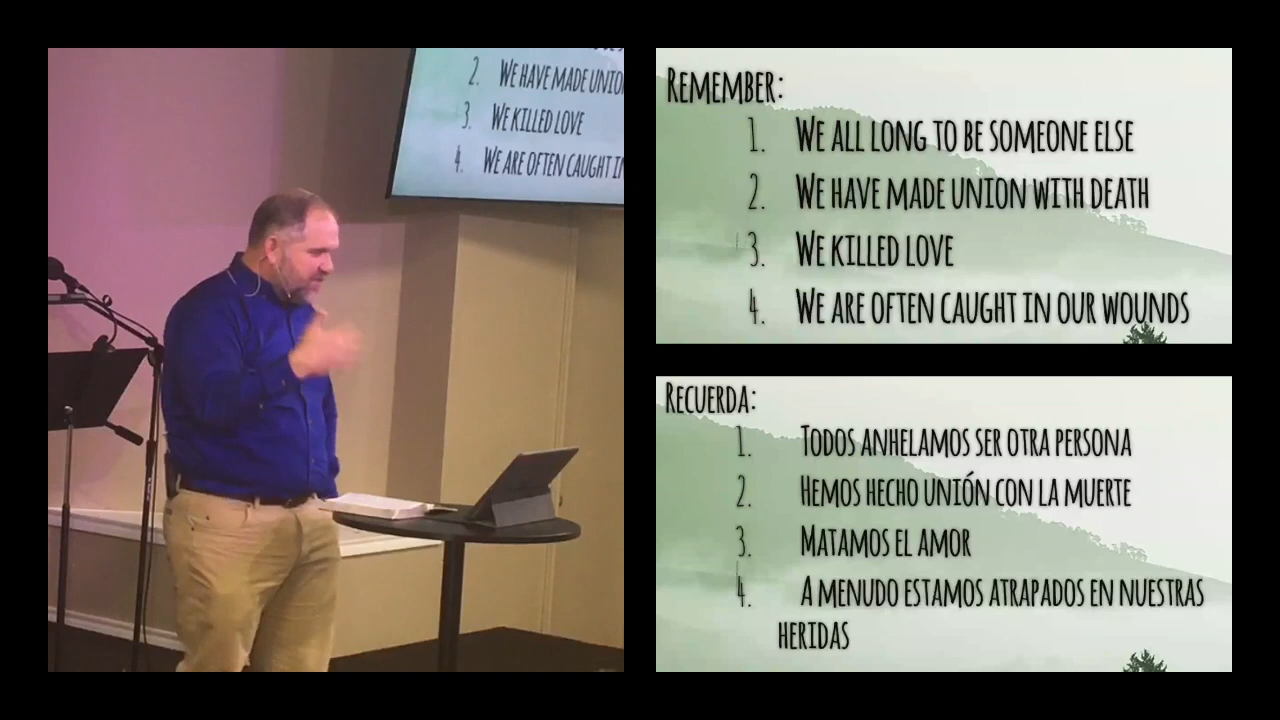 2. We have made unio
3. We killed love
4. We are often caught in
Remember:
1. We all long to be someone else
2. We have made union with death
3. We killed love
4. We are often caught in our wounds
Recuerda:
1. Todos anhelamos ser otra persona
2. Hemos hecho unión con la muerte
3. Matamos el amor
4. A menudo estamos atrapados en nuestras
heridas